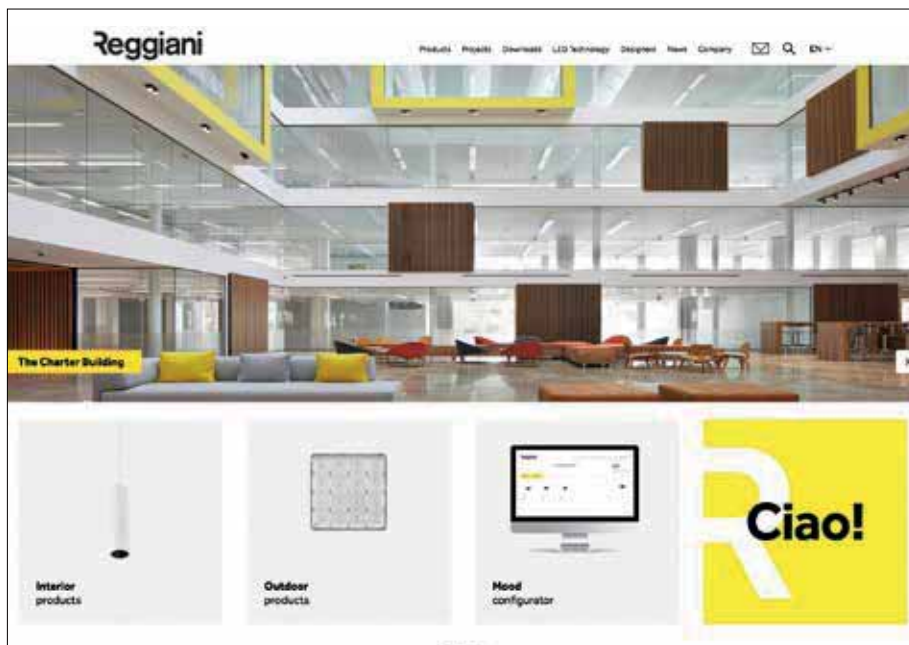 Reggiani
Products Projects Downloads LED Technology Designers News Company EN
The Charter Building
Interior
products
Outdoor
products
Mood
configurator
Ciao!